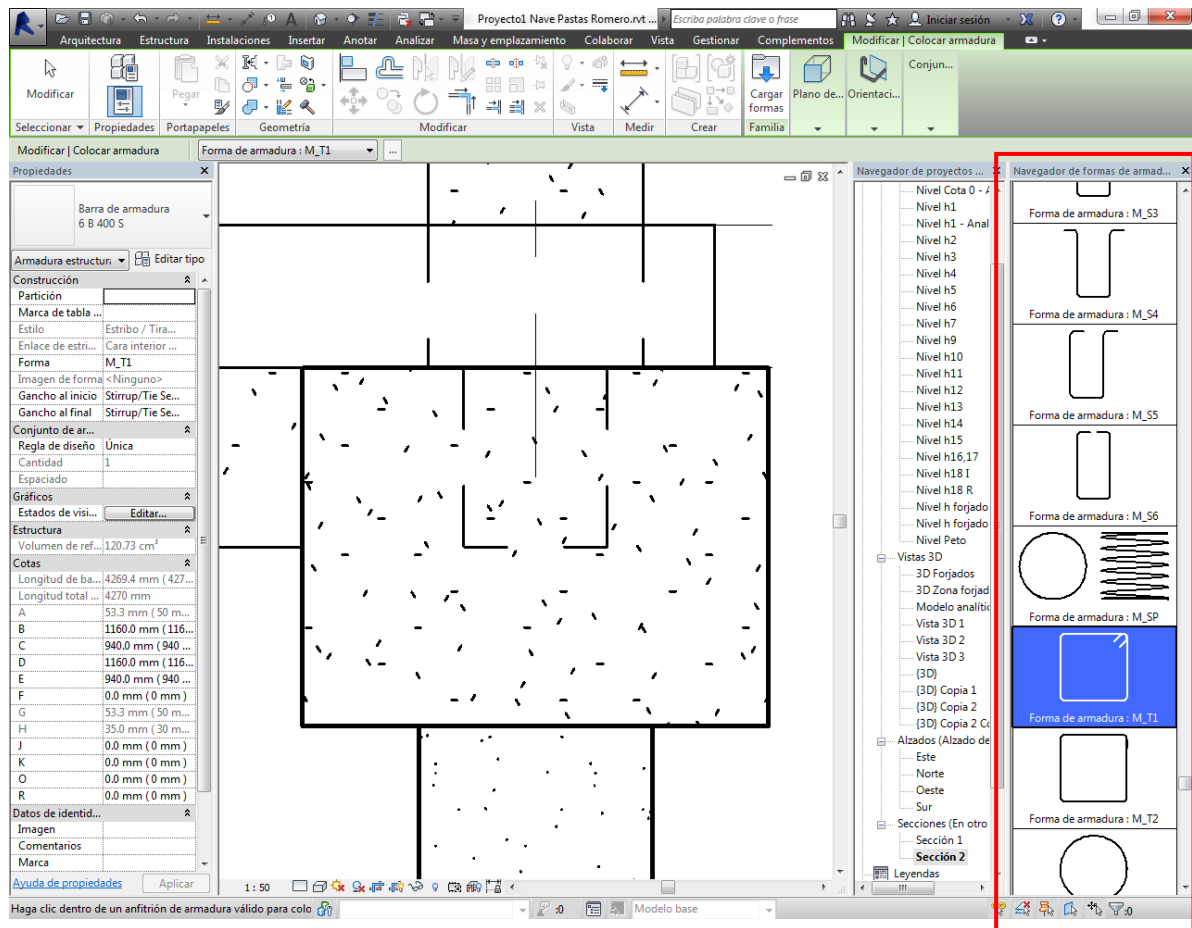 Proyecto1 Nave Pastas Romero.rvt ...
Escriba palabra clave o frase
Iniciar sesión
Arquitectura Estructura Instalaciones Insertar Anotar Analizar Masa y emplazamiento Colaborar Vista Gestionar Complementos Modificar | Colocar armadura
Modificar
Pegar
Cargar formas
Plano de...
Orientaci...
Conjun...
Seleccionar Propiedades Portapapeles Geometría Modificar Vista Medir Crear Familia
Modificar | Colocar armadura
Forma de armadura : M_T1
...
Propiedades
Barra de armadura
6 B 400 S
Armadura estructura
Editar tipo
Construcción
Partición
Marca de tabla ...
Estilo Estribo / Tira...
Enlace de estri... Cara interior ...
Forma M_T1
Imagen de forma <Ninguno>
Gancho al inicio Stirrup/Tie Se...
Gancho al final Stirrup/Tie Se...
Conjunto de ar...
Regla de diseño Única
Cantidad 1
Espaciado
Gráficos
Estados de visi... Editar...
Estructura
Volumen de ref... 120.73 cm³
Cotas
Longitud de ba... 4269.4 mm ( 427...
Longitud total ... 4270 mm
A 53.3 mm ( 50 m...
B 1160.0 mm ( 116...
C 940.0 mm ( 940 ...
D 1160.0 mm ( 116...
E 940.0 mm ( 940 ...
F 0.0 mm ( 0 mm )
G 53.3 mm ( 50 m...
H 35.0 mm ( 30 m...
J 0.0 mm ( 0 mm )
K 0.0 mm ( 0 mm )
O 0.0 mm ( 0 mm )
R 0.0 mm ( 0 mm )
Datos de identid...
Imagen
Comentarios
Marca
Ayuda de propiedades
Aplicar
1 : 50
Navegador de proyectos ...
Nivel Cota 0 - A
Nivel h1
Nivel h1 - Anal
Nivel h2
Nivel h3
Nivel h4
Nivel h5
Nivel h6
Nivel h7
Nivel h9
Nivel h10
Nivel h11
Nivel h12
Nivel h13
Nivel h14
Nivel h15
Nivel h16,17
Nivel h18 I
Nivel h18 R
Nivel h forjado
Nivel h forjado
Nivel Peto
Vistas 3D
3D Forjados
3D Zona forjad
Modelo analític
Vista 3D 1
Vista 3D 2
Vista 3D 3
{3D}
{3D} Copia 1
{3D} Copia 2
{3D} Copia 2 Co
Alzados (Alzado de
Este
Norte
Oeste
Sur
Secciones (En otro
Sección 1
Sección 2
Leyendas
Navegador de formas de armad...
Forma de armadura : M_S3
Forma de armadura : M_S4
Forma de armadura : M_S5
Forma de armadura : M_S6
Forma de armadura : M_SP
Forma de armadura : M_T1
Forma de armadura : M_T2
Haga clic dentro de un anfitrión de armadura válido para colo
:0
Modelo base
:0